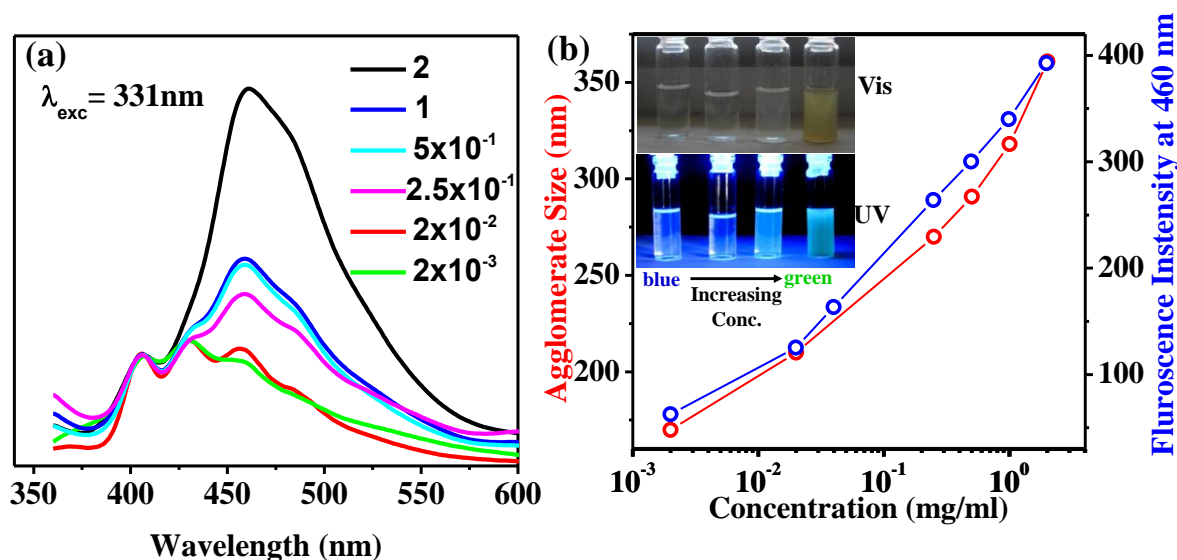 (a)
λexc= 331nm
2
1
5x10⁻¹
2.5x10⁻¹
2x10⁻²
2x10⁻³
350 400 450 500 550 600
Wavelength (nm)
(b)
Agglomerate Size (nm)
350
300
250
200
Vis
UV
blue
green
Increasing
Conc.
400
300
200
100
Fluroscence Instensity at 460 nm
10⁻³ 10⁻² 10⁻¹ 10⁰
Concentration (mg/ml)